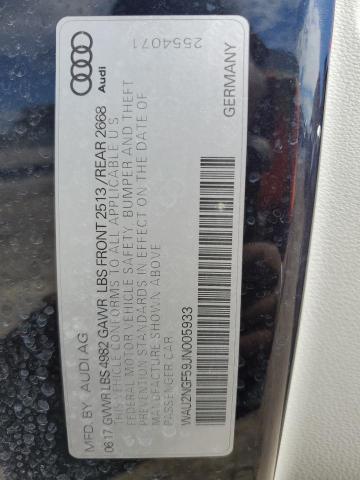 MFD. BY AUDI AG
06 17 GVWR LBS 4982 GAWR LBS FRONT 2513 /REAR 2668
THIS CAR CONFORMS TO ALL APPLICABLE U S
FEDERAL MOTOR VEHICLE SAFETY, BUMPER AND THEFT
PREVENTION STANDARDS IN EFFECT ON THE DATE OF
MANUFACTURE SHOWN ABOVE
PASSENGER CAR
WAU2NGF59JN005933
Audi
2554071
GERMANY